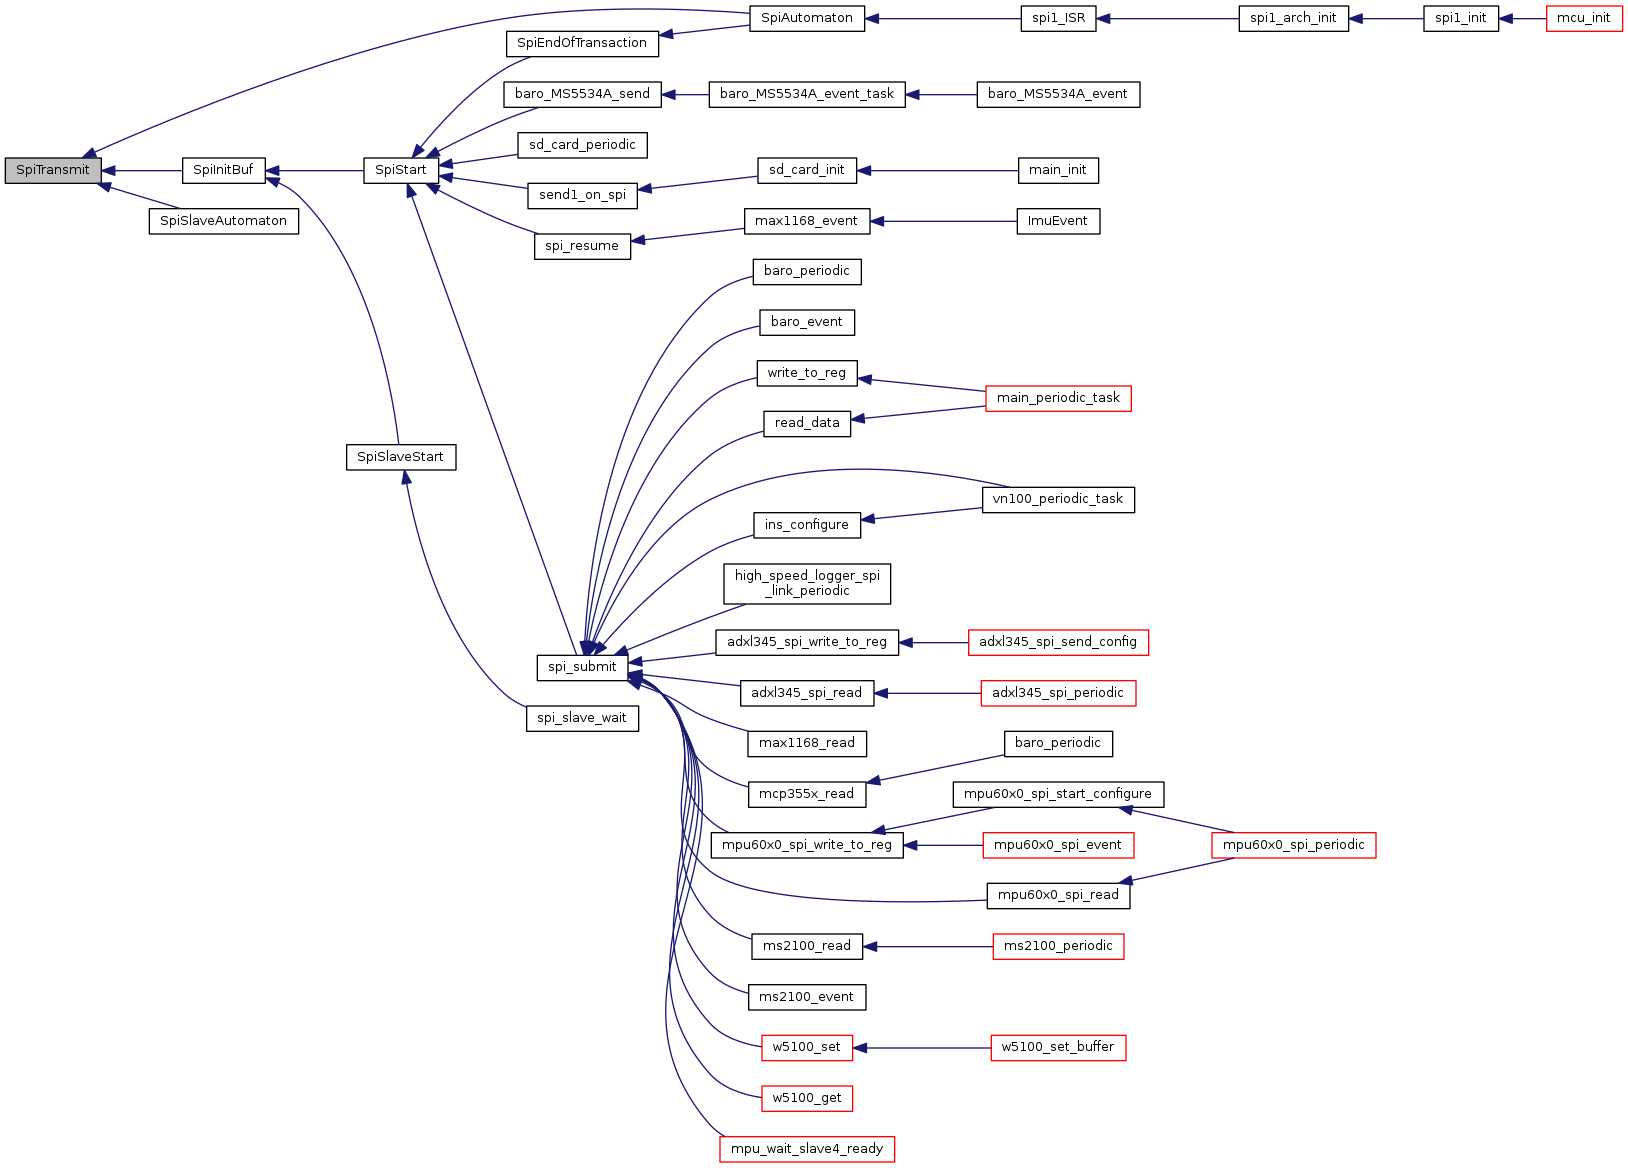 SpiAutomaton
spi1_ISR
spi1_arch_init
spi1_init
mcu_init
SpiEndOfTransaction
baro_MS5534A_send
baro_MS5534A_event_task
baro_MS5534A_event
sd_card_periodic
SpiTransmit
SpiInitBuf
SpiStart
sd_card_init
main_init
send1_on_spi
SpiSlaveAutomaton
max1168_event
ImuEvent
spi_resume
baro_periodic
baro_event
write_to_reg
main_periodic_task
read_data
SpiSlaveStart
vn100_periodic_task
ins_configure
high_speed_logger_spi
_link_periodic
adxl345_spi_write_to_reg
adxl345_spi_send_config
spi_submit
adxl345_spi_read
adxl345_spi_periodic
spi_slave_wait
max1168_read
baro_periodic
mcp355x_read
mpu60x0_spi_start_configure
mpu60x0_spi_write_to_reg
mpu60x0_spi_event
mpu60x0_spi_periodic
mpu60x0_spi_read
ms2100_read
ms2100_periodic
ms2100_event
w5100_set
w5100_set_buffer
w5100_get
mpu_wait_slave4_ready